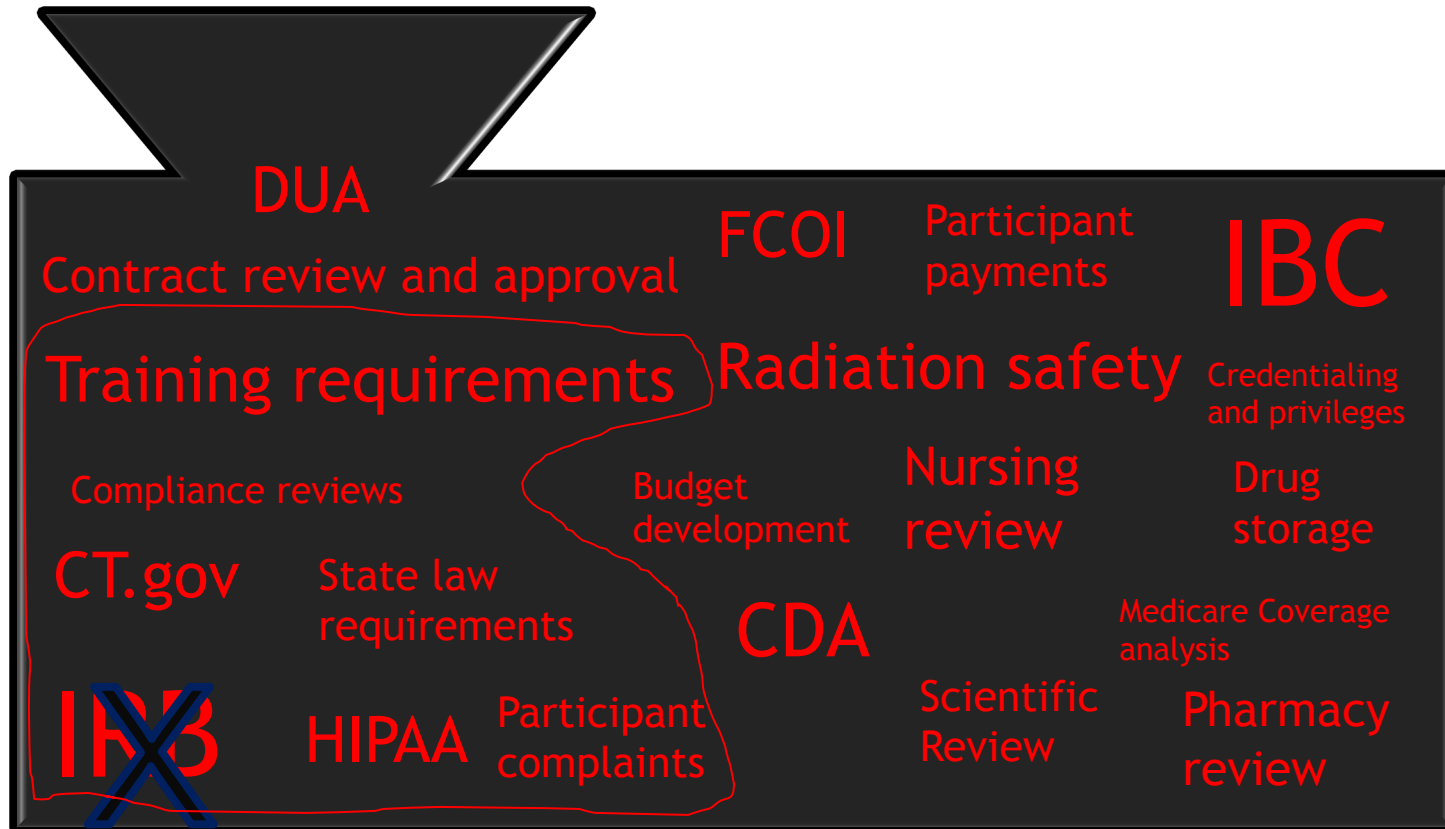 DUA
Contract review and approval
FCOI
Participant
payments
IBC
Training requirements
Radiation safety
Credentialing
and privileges
Compliance reviews
Budget
development
Nursing
review
Drug
storage
CT.gov
State law
requirements
CDA
Medicare Coverage
analysis
IRB
HIPAA
Participant
complaints
Scientific
Review
Pharmacy
review